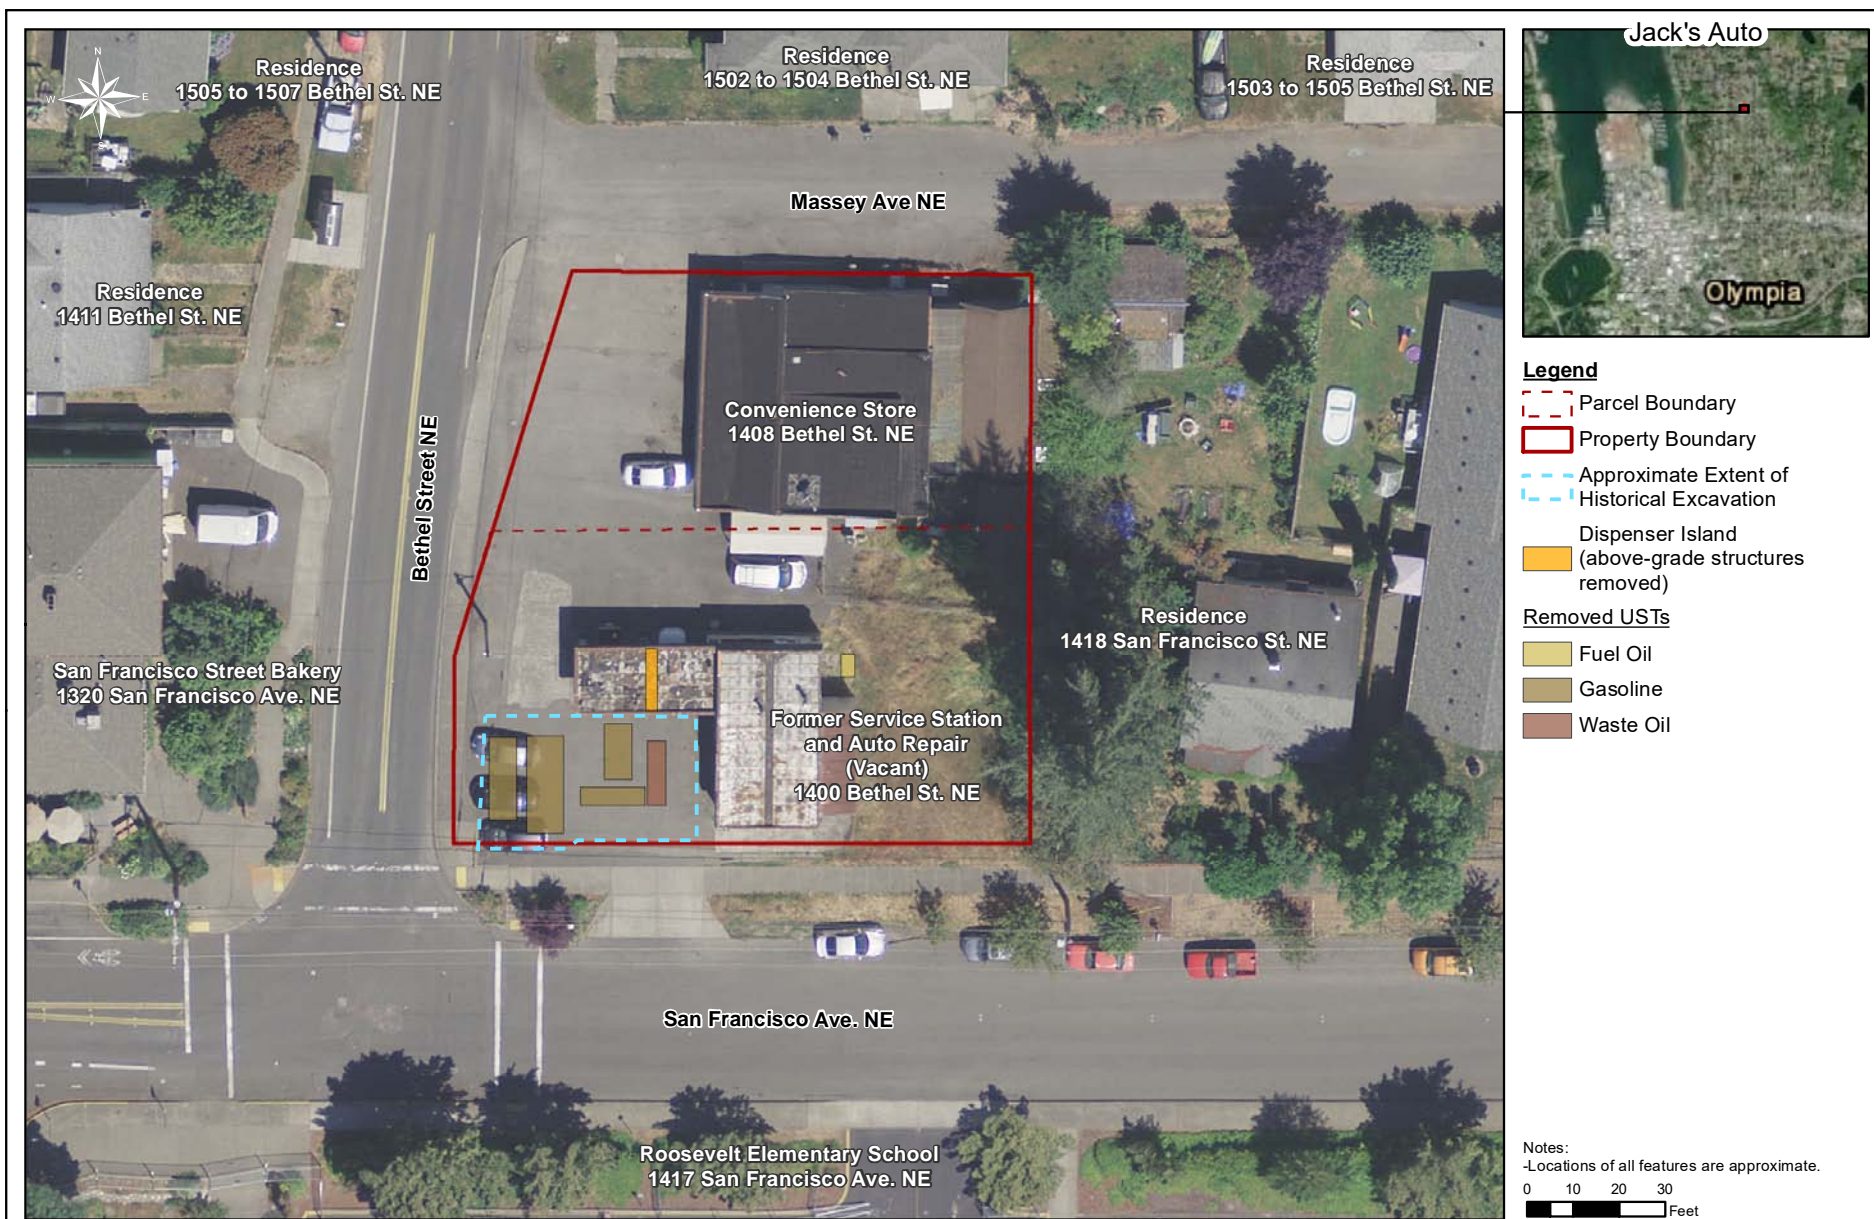 N
W
E
S
Residence
1505 to 1507 Bethel St. NE
Residence
1502 to 1504 Bethel St. NE
Residence
1503 to 1505 Bethel St. NE
Massey Ave NE
Residence
1411 Bethel St. NE
Convenience Store
1408 Bethel St. NE
Bethel Street NE
Residence
1418 San Francisco St. NE
San Francisco Street Bakery
1320 San Francisco Ave. NE
Former Service Station
and Auto Repair
(Vacant)
1400 Bethel St. NE
San Francisco Ave. NE
Roosevelt Elementary School
1417 San Francisco Ave. NE
Jack's Auto
Olympia
Legend
Parcel Boundary
Property Boundary
Approximate Extent of
Historical Excavation
Dispenser Island
(above-grade structures
removed)
Removed USTs
Fuel Oil
Gasoline
Waste Oil
Notes:
-Locations of all features are approximate.
0 10 20 30
Feet